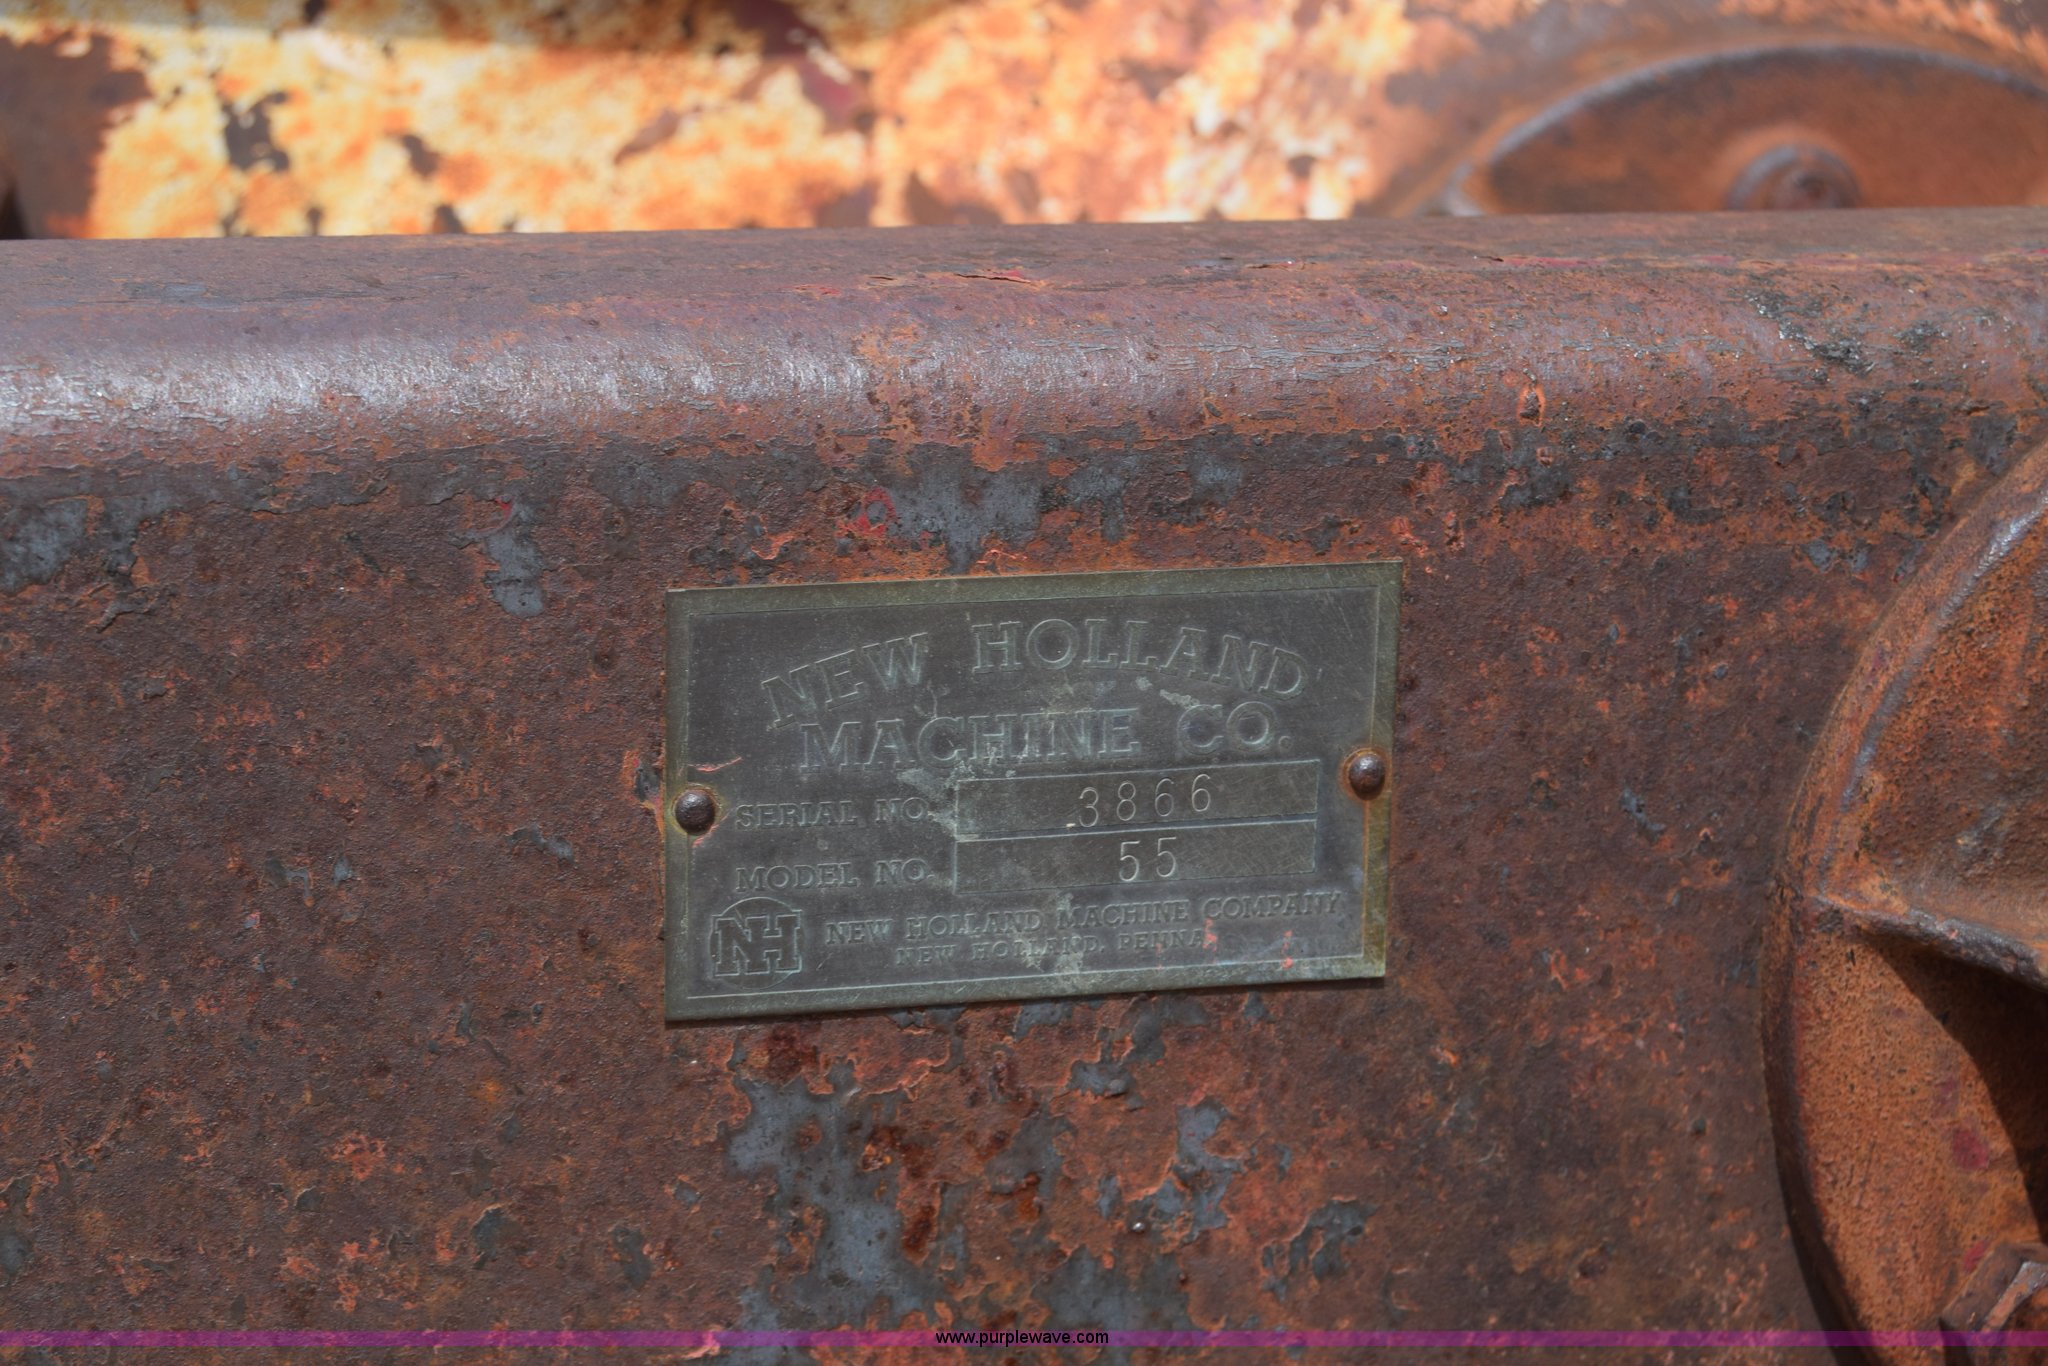 NEW HOLLAND
MACHINE CO.
SERIAL NO. 3866
MODEL NO. 55
NH NEW HOLLAND MACHINE COMPANY
NEW HOLLAND, PENNA.
www.purplewave.com